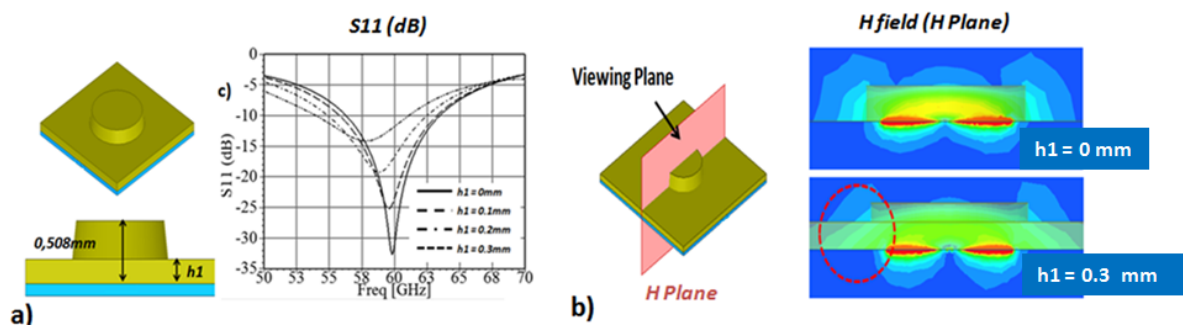 a)
0,508mm
h1
S11 (dB)
c)
S11 (dB)
0
-5
-10
-15
-20
-25
-30
-35
50
53
55
58
60
63
65
68
70
Freq [GHz]
h1 = 0mm
h1 = 0.1mm
h1 = 0.2mm
h1 = 0.3mm
b)
Viewing Plane
H Plane
H field (H Plane)
h1 = 0 mm
h1 = 0.3 mm